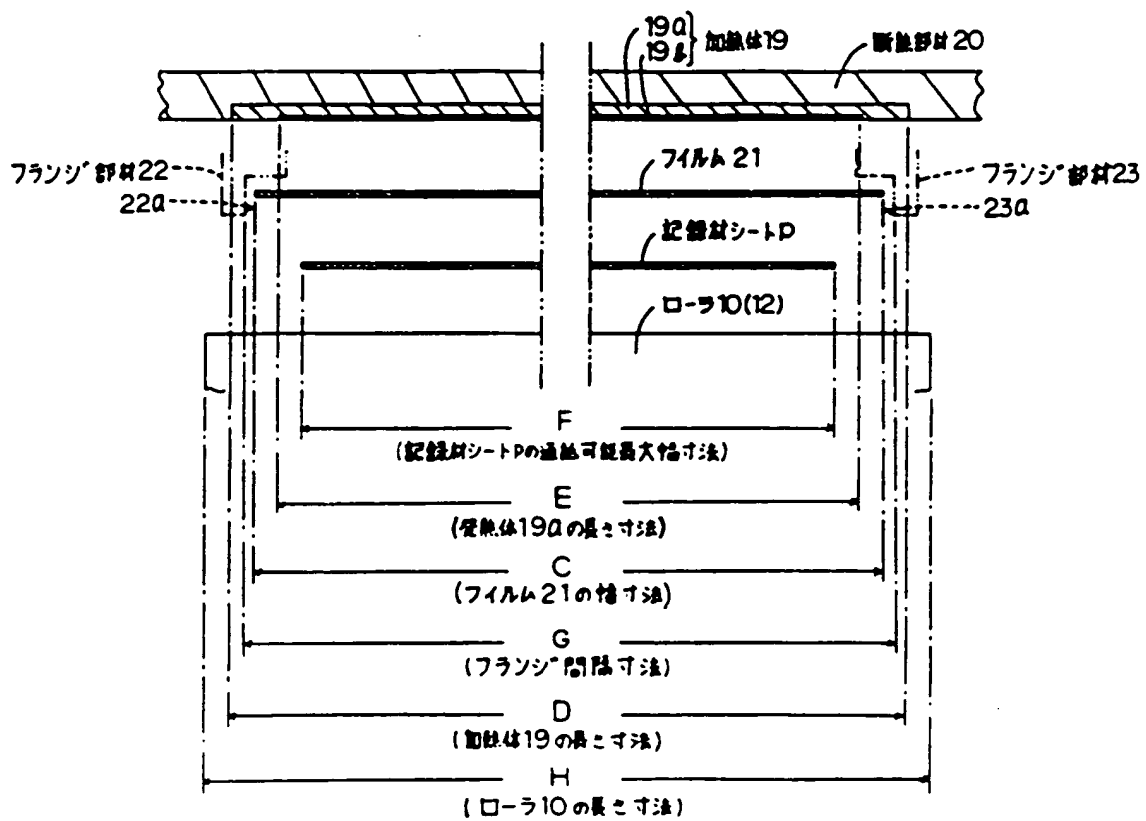 19a
19b
加熱体19
断熱部材20
フランジ部材22
22a
フイルム21
フランジ部材23
23a
記録材シートP
ローラ10(12)
F
(記録材シートPの通紙可能最大幅寸法)
E
(発熱体19aの長さ寸法)
C
(フイルム21の幅寸法)
G
(フランジ間隔寸法)
D
(加熱体19の長さ寸法)
H
(ローラ10の長さ寸法)